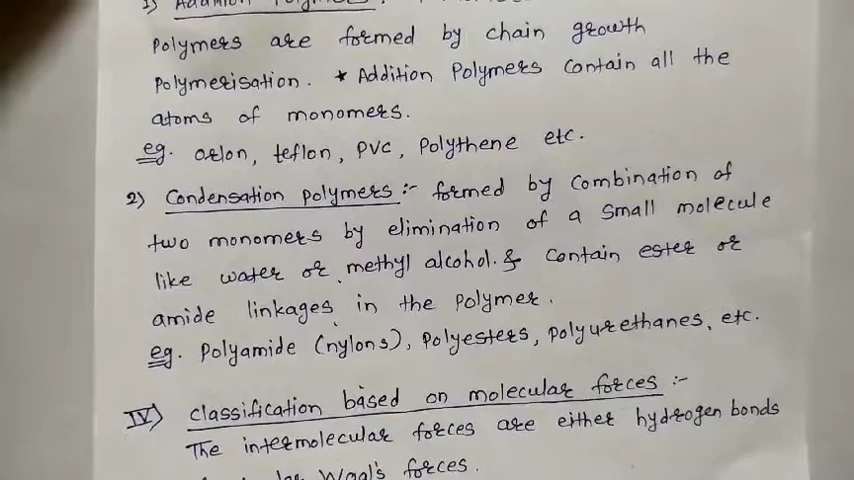 1) Addition Polymers :-
Polymers are formed by chain growth
Polymerisation. * Addition Polymers contain all the
atoms of monomers.
eg. orlon, teflon, PVC, Polythene etc.
2) Condensation polymers :- formed by Combination of
two monomers by elimination of a small molecule
like water or methyl alcohol. & contain ester or
amide linkages in the Polymer.
eg. Polyamide (nylons), Polyesters, Polyurethanes, etc.
IV) Classification based on molecular forces :-
The intermolecular forces are either hydrogen bonds
Waal's forces.